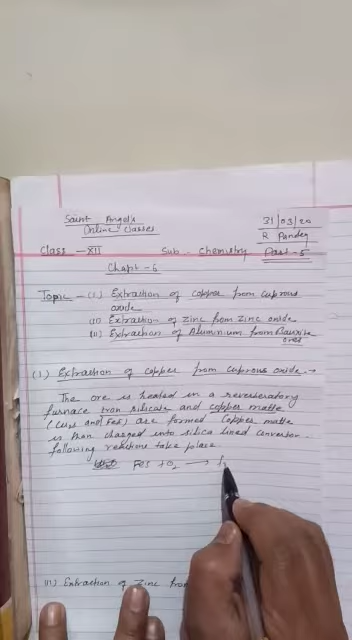 Saint Angels
Online Classes
31/03/20
R Pandey
Class - XII Sub - Chemistry Part - 5
Chapt - 6
Topic - (i) Extraction of copper from cuprous
oxide
(ii) Extraction of Zinc from Zinc oxide
(iii) Extraction of Aluminium from Bauxite
ores
(i) Extraction of copper from cuprous oxide →
The ore is heated in a reverberatory
furnace iron silicate and copper matte
(Cu2S and FeS) are formed. Copper matte
is then charged into silica lined convertor.
following reactions take place
FeS + O2 →
(ii) Extraction of Zinc from